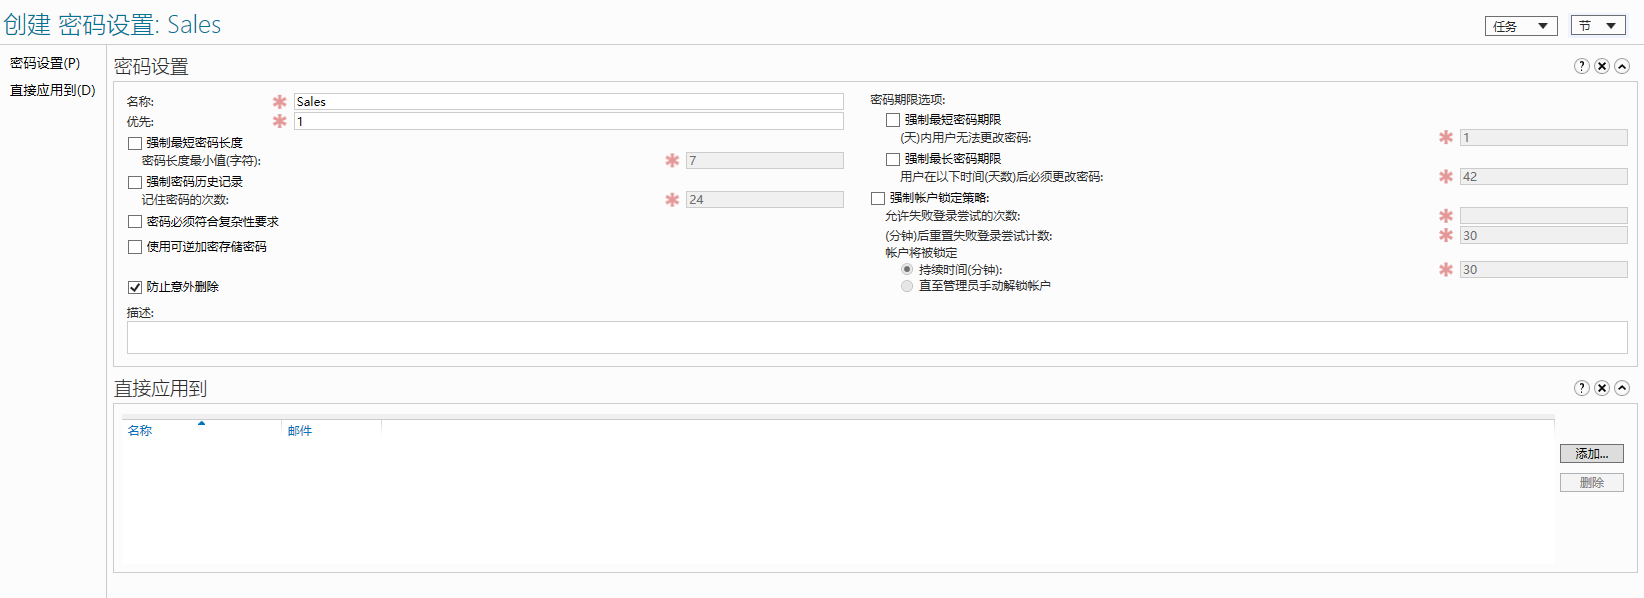 创建 密码设置: Sales
任务
节
密码设置(P)
直接应用到(D)
密码设置
名称:
Sales
优先:
1
强制最短密码长度
密码长度最小值(字符):
7
强制密码历史记录
记住密码的次数:
24
密码必须符合复杂性要求
使用可逆加密存储密码
防止意外删除
密码期限选项:
强制最短密码期限
(天)内用户无法更改密码:
1
强制最长密码期限
用户在以下时间(天数)后必须更改密码:
42
强制帐户锁定策略:
允许失败登录尝试的次数:
(分钟)后重置失败登录尝试计数:
30
帐户将被锁定
持续时间(分钟):
30
直至管理员手动解锁帐户
描述:
直接应用到
名称
邮件
添加...
删除